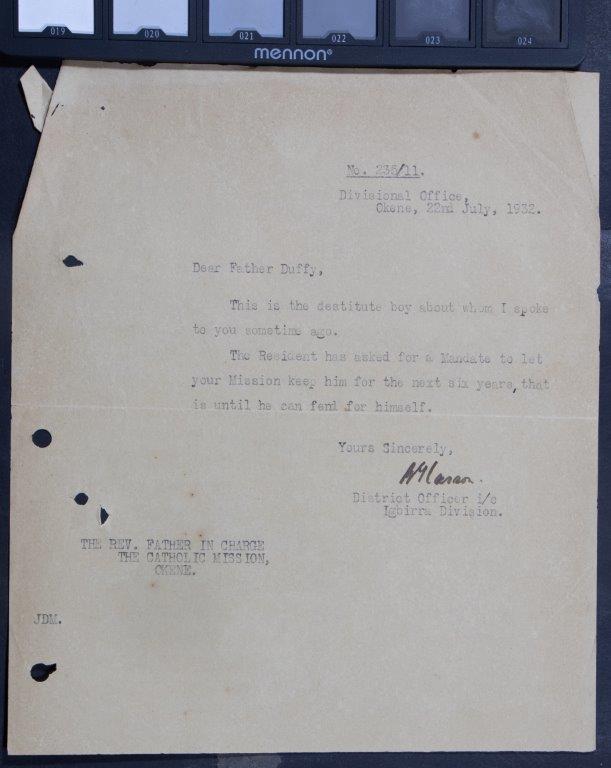 019 020 021 022 023 024
mennon®
No. 235/11.
Divisional Office,
Okene, 22nd July, 1932.
Dear Father Duffy,
This is the destitute boy about whom I spoke
to you sometime ago.
The Resident has asked for a Mandate to let
your Mission keep him for the next six years, that
is until he can fend for himself.
Yours Sincerely,
District Officer i/c
Igbirra Division.
THE REV. FATHER IN CHARGE
THE CATHOLIC MISSION,
OKENE.
JDM.